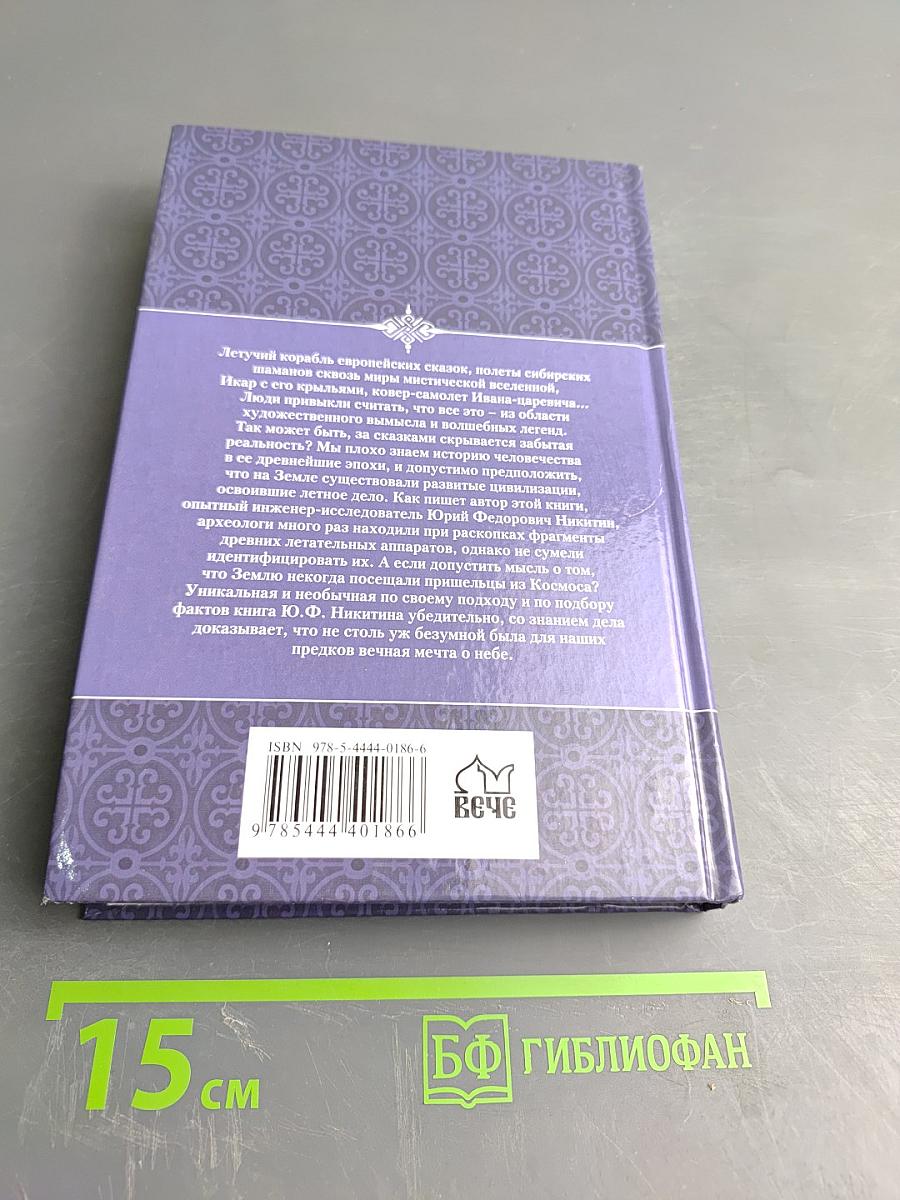 Летучий корабль европейских сказок, полеты сибирских
шаманов сквозь миры мистической вселенной,
Икар с его крыльями, ковер-самолет Ивана-царевича...
Люди привыкли считать, что все это – из области
художественного вымысла и волшебных легенд.
Так может быть, за сказками скрывается забытая
реальность? Мы плохо знаем историю человечества
в ее древнейшие эпохи, и допустимо предположить,
что на Земле существовали развитые цивилизации,
освоившие летное дело. Как пишет автор этой книги,
опытный инженер-исследователь Юрий Федорович Никитин,
археологи много раз находили при раскопках фрагменты
древних летательных аппаратов, однако не сумели
идентифицировать их. А если допустить мысль о том,
что Землю некогда посещали пришельцы из Космоса?
Уникальная и необычная по своему подходу и по подбору
фактов книга Ю.Ф. Никитина убедительно, со знанием дела
доказывает, что не столь уж безумной была для наших
предков вечная мечта о небе.
ISBN 978-5-4444-0186-6
9 785444 401866
ВЕЧЕ
15 см
БФ ГИБЛИОФАН